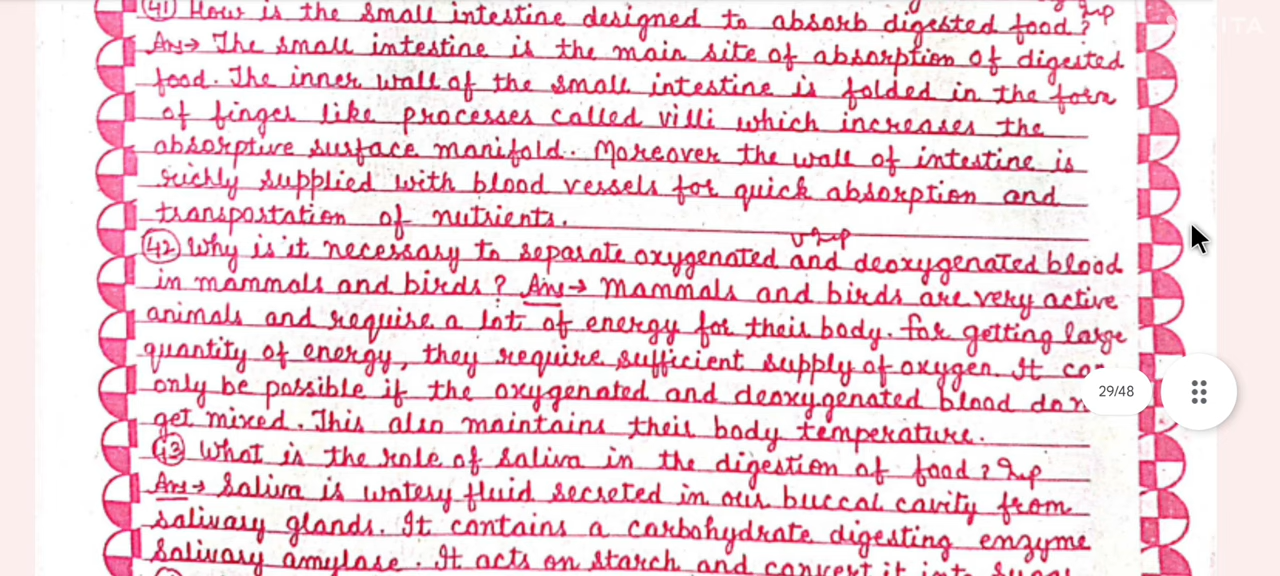 (41) How is the small intestine designed to absorb digested food? Imp
Ans→ The small intestine is the main site of absorption of digested
food. The inner wall of the small intestine is folded in the form
of finger like processes called villi which increases the
absorptive surface manifold. Moreover the wall of intestine is
richly supplied with blood vessels for quick absorption and
transpostation of nutrients.
V Imp
(42) Why is it necessary to separate oxygenated and deoxygenated blood
in mammals and birds? Ans→ Mammals and birds are very active
animals and require a lot of energy for their body. for getting large
quantity of energy, they require sufficient supply of oxygen. It can
only be possible if the oxygenated and deoxygenated blood don
get mixed. This also maintains their body temperature.
29/48
(43) What is the role of saliva in the digestion of food? Imp
Ans→ Saliva is watery fluid secreted in our buccal cavity from
salivary glands. It contains a carbohydrate digesting enzyme
salivary amylase. It acts on starch and convert it into sugar